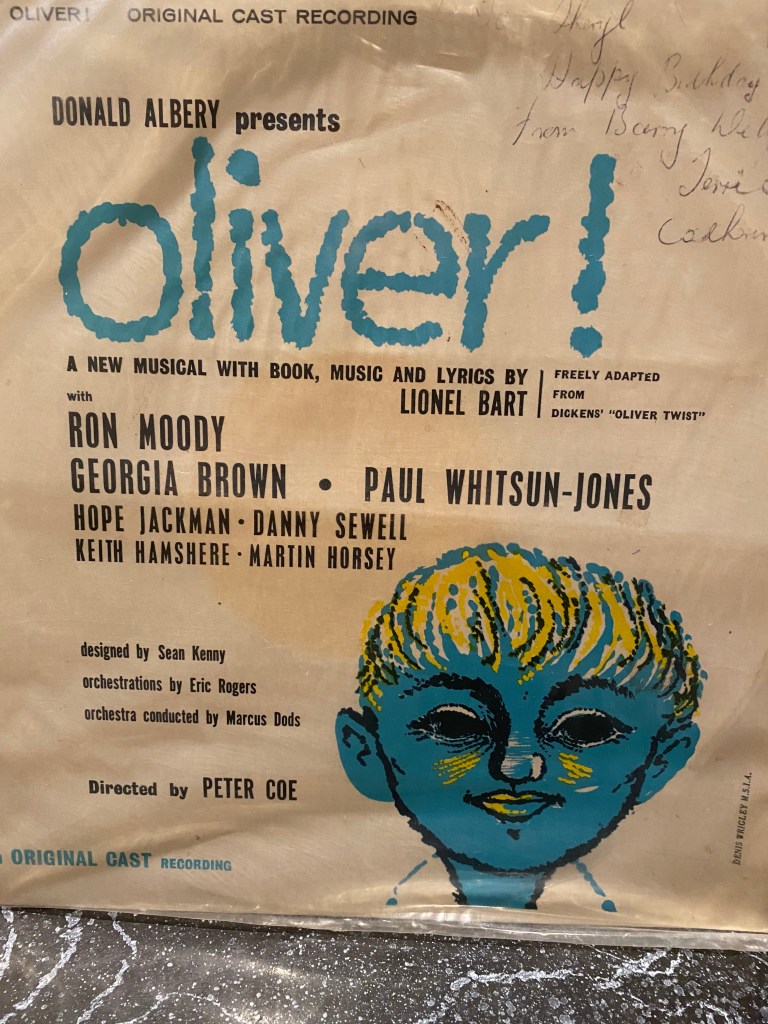 OLIVER! ORIGINAL CAST RECORDING
Cheryl
Happy Birthday
from Barry
DONALD ALBERY presents
oliver!
A NEW MUSICAL WITH BOOK, MUSIC AND LYRICS BY
LIONEL BART
FREELY ADAPTED
FROM
DICKENS' "OLIVER TWIST"
with
RON MOODY
GEORGIA BROWN • PAUL WHITSUN-JONES
HOPE JACKMAN · DANNY SEWELL
KEITH HAMSHERE · MARTIN HORSEY
designed by Sean Kenny
orchestrations by Eric Rogers
orchestra conducted by Marcus Dods
Directed by PETER COE
ORIGINAL CAST RECORDING
DENIS WRIGLEY M.S.I.A.